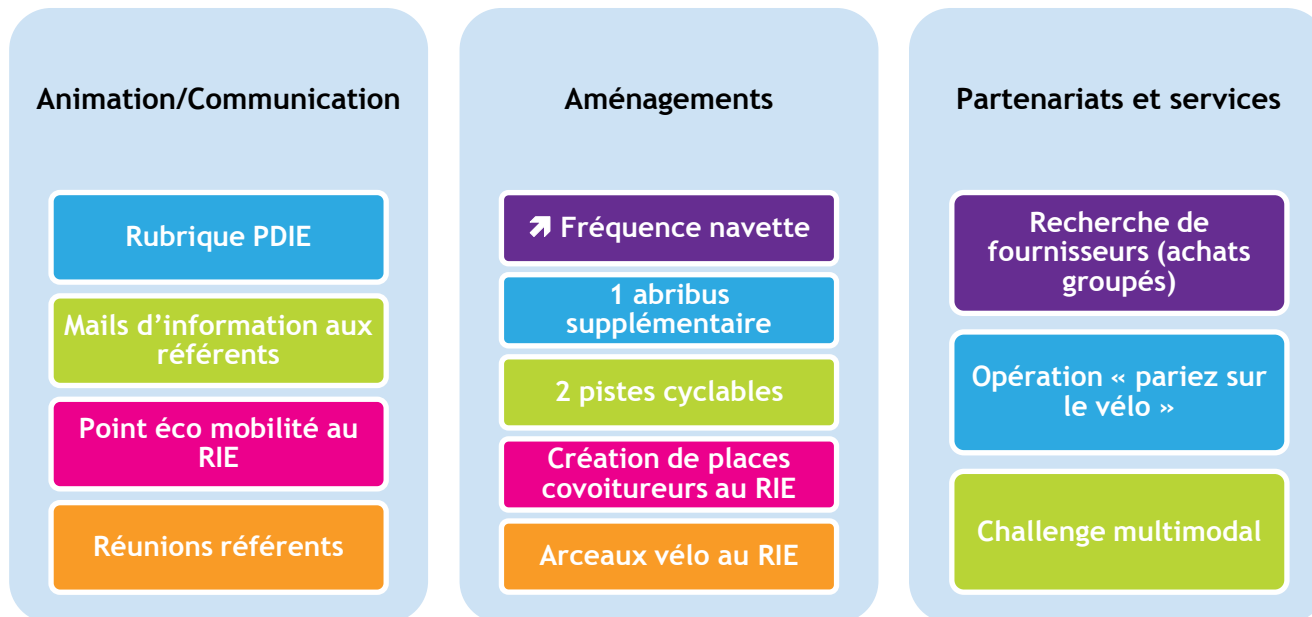 Animation/Communication
Rubrique PDIE
Mails d’information aux
référents
Point éco mobilité au
RIE
Réunions référents
Aménagements
↗ Fréquence navette
1 abribus
supplémentaire
2 pistes cyclables
Création de places
covoitureurs au RIE
Arceaux vélo au RIE
Partenariats et services
Recherche de
fournisseurs (achats
groupés)
Opération « pariez sur
le vélo »
Challenge multimodal